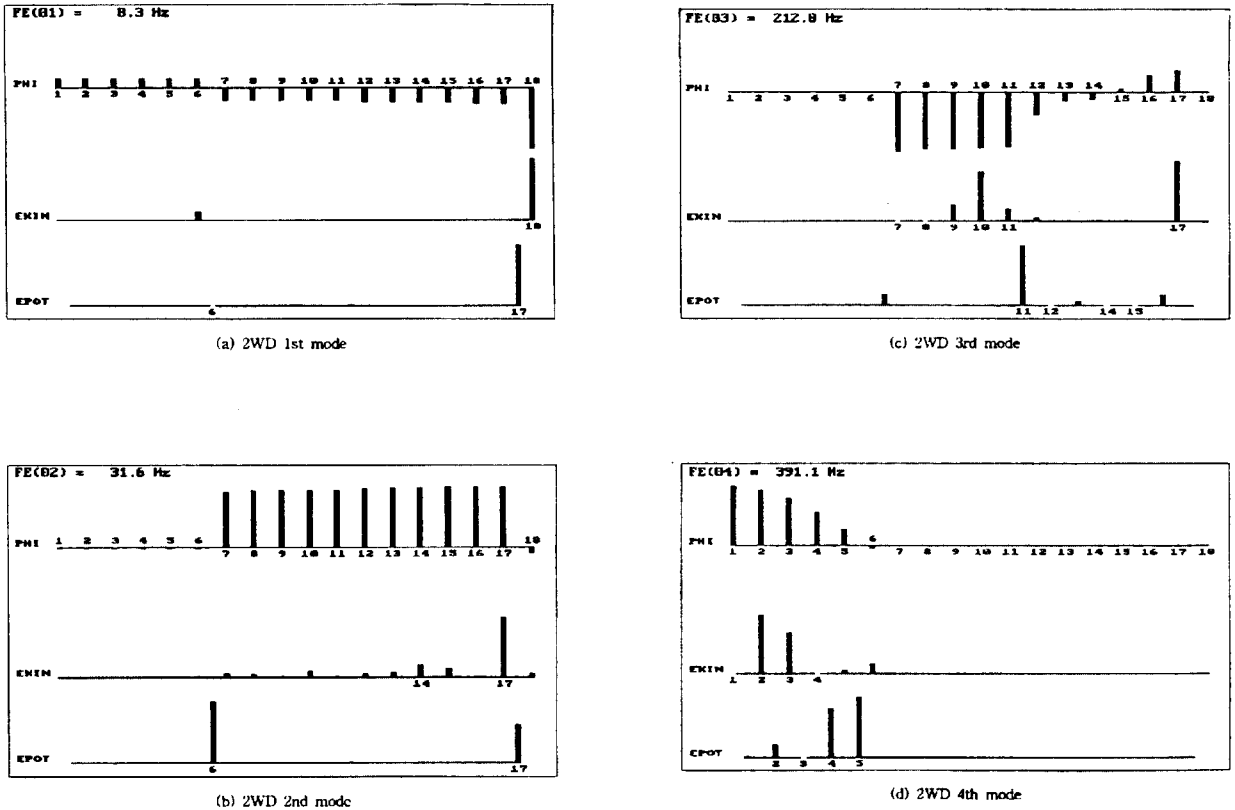 FE(01) = 8.3 Hz
7 8 9 10 11 12 13 14 15 16 17 18
PHI
1 2 3 4 5 6
EKIN
18
EPOT
6 17
(a) 2WD 1st mode
FE(03) = 212.8 Hz
7 8 9 10 11 12 13 14
PHI
1 2 3 4 5 6 15 16 17 18
EKIN
7 8 9 10 11 17
EPOT
11 12 14 15
(c) 2WD 3rd mode
FE(02) = 31.6 Hz
1 2 3 4 5 6 18
PHI
7 8 9 10 11 12 13 14 15 16 17
EKIN
14 17
EPOT
6 17
(b) 2WD 2nd mode
FE(04) = 391.1 Hz
6
PHI
1 2 3 4 5 7 8 9 10 11 12 13 14 15 16 17 18
EKIN
1 2 3 4
EPOT
2 3 4 5
(d) 2WD 4th mode